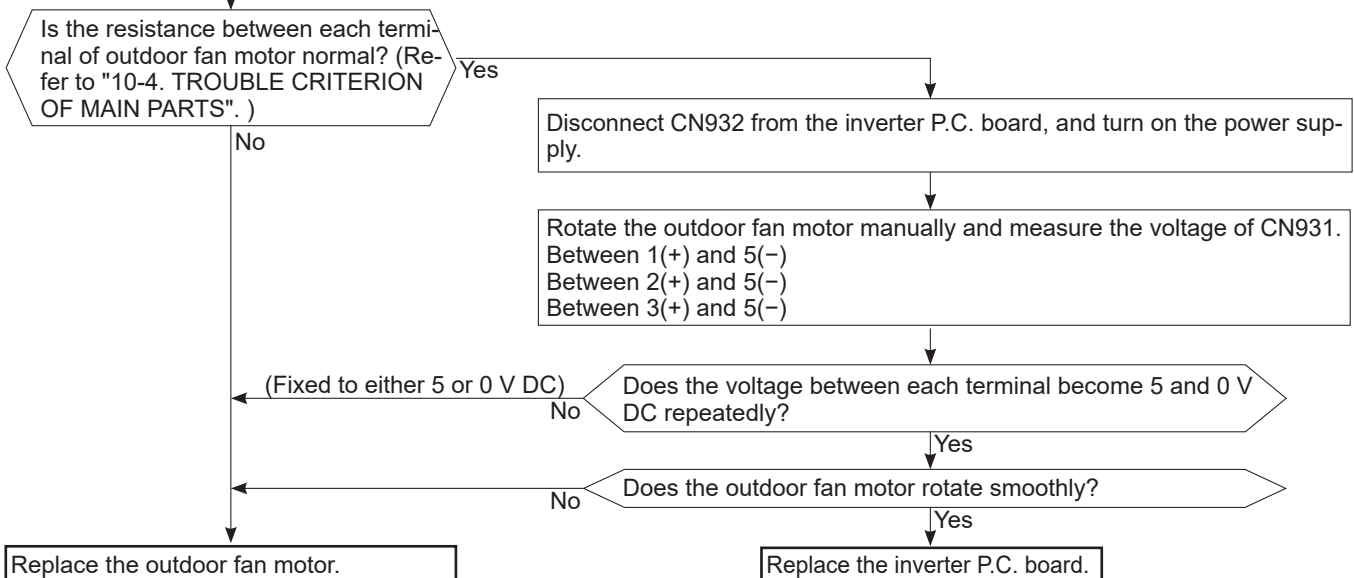 Is the resistance between each termi-
nal of outdoor fan motor normal? (Re-
fer to "10-4. TROUBLE CRITERION
OF MAIN PARTS". )
Yes
No
Disconnect CN932 from the inverter P.C. board, and turn on the power sup-
ply.
Rotate the outdoor fan motor manually and measure the voltage of CN931.
Between 1(+) and 5(−)
Between 2(+) and 5(−)
Between 3(+) and 5(−)
(Fixed to either 5 or 0 V DC)
No
Does the voltage between each terminal become 5 and 0 V
DC repeatedly?
Yes
No
Does the outdoor fan motor rotate smoothly?
Yes
Replace the outdoor fan motor.
Replace the inverter P.C. board.